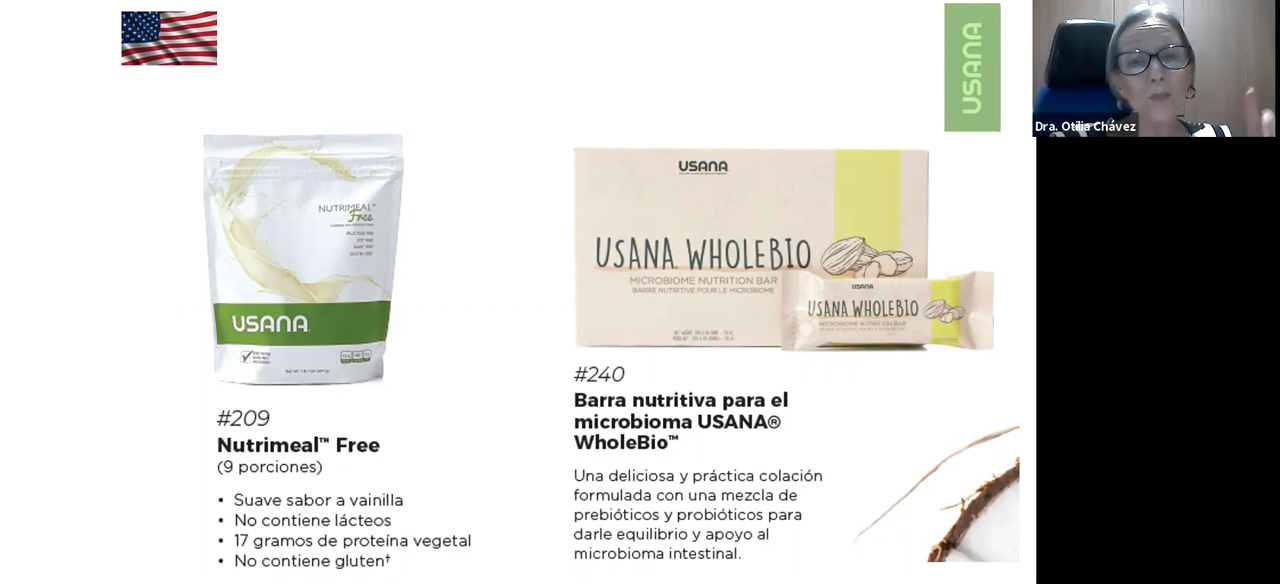 USANA
Dra. Otilia Chávez
NUTRIMEAL™
Free
USANA
USANA
USANA WHOLEBIO
MICROBIOME NUTRITION BAR
BARRE NUTRITIVE POUR LE MICROBIOME
USANA
USANA WHOLEBIO
MICROBIOME NUTRITION BAR
#209
Nutrimeal™ Free
(9 porciones)
• Suave sabor a vainilla
• No contiene lácteos
• 17 gramos de proteína vegetal
• No contiene gluten†
#240
Barra nutritiva para el
microbioma USANA®
WholeBio™
Una deliciosa y práctica colación
formulada con una mezcla de
prebióticos y probióticos para
darle equilibrio y apoyo al
microbioma intestinal.